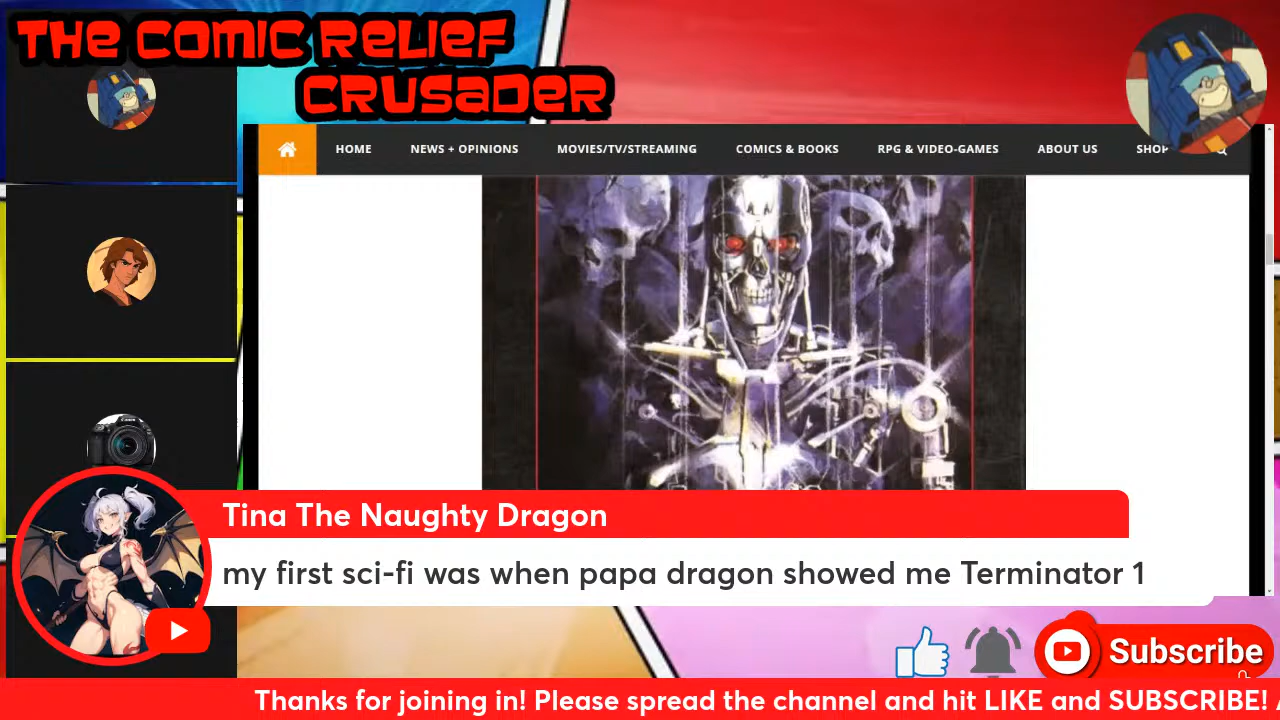 THE COMIC RELIEF
CRUSADER
HOME NEWS + OPINIONS MOVIES/TV/STREAMING COMICS & BOOKS RPG & VIDEO-GAMES ABOUT US SHOP
Canon
Tina The Naughty Dragon
my first sci-fi was when papa dragon showed me Terminator 1
Subscribe
Thanks for joining in! Please spread the channel and hit LIKE and SUBSCRIBE!